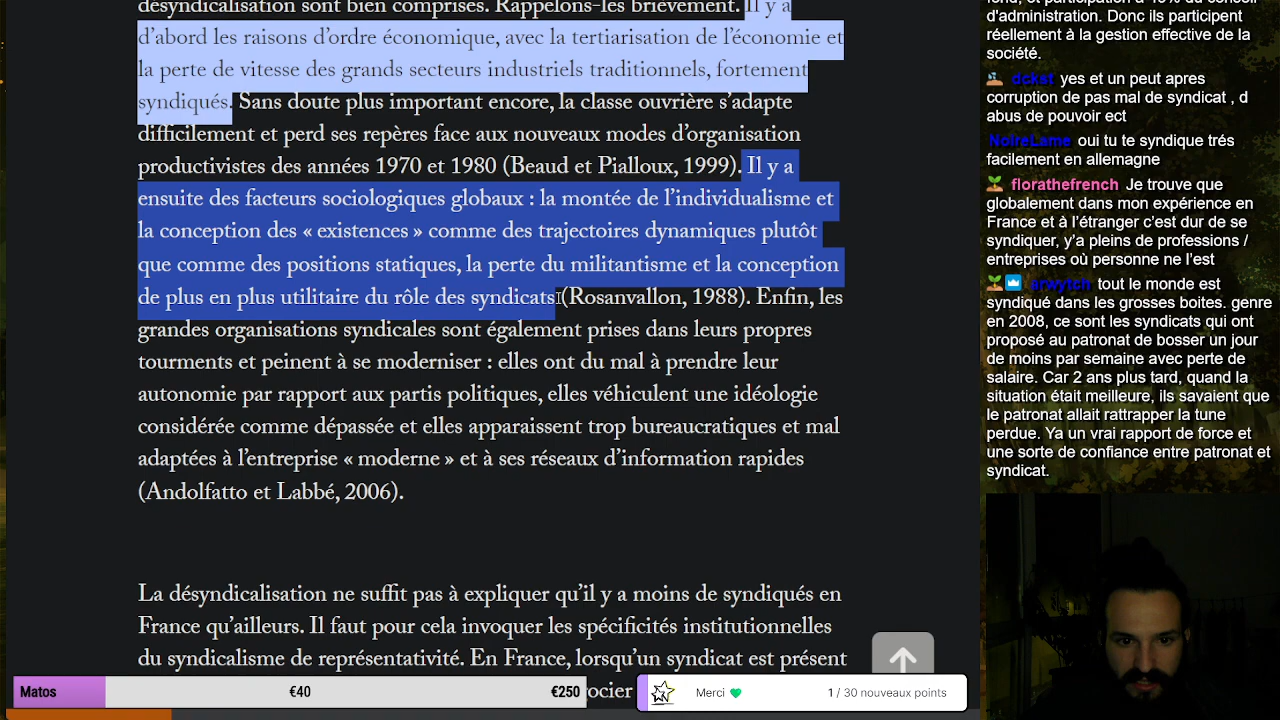 désyndicalisation sont bien comprises. Rappelons-les brièvement. Il y a
d’abord les raisons d’ordre économique, avec la tertiarisation de l’économie et
la perte de vitesse des grands secteurs industriels traditionnels, fortement
syndiqués. Sans doute plus important encore, la classe ouvrière s’adapte
difficilement et perd ses repères face aux nouveaux modes d’organisation
productivistes des années 1970 et 1980 (Beaud et Pialloux, 1999). Il y a
ensuite des facteurs sociologiques globaux : la montée de l’individualisme et
la conception des « existences » comme des trajectoires dynamiques plutôt
que comme des positions statiques, la perte du militantisme et la conception
de plus en plus utilitaire du rôle des syndicats (Rosanvallon, 1988). Enfin, les
grandes organisations syndicales sont également prises dans leurs propres
tourments et peinent à se moderniser : elles ont du mal à prendre leur
autonomie par rapport aux partis politiques, elles véhiculent une idéologie
considérée comme dépassée et elles apparaissent trop bureaucratiques et mal
adaptées à l’entreprise « moderne » et à ses réseaux d’information rapides
(Andolfatto et Labbé, 2006).
La désyndicalisation ne suffit pas à expliquer qu’il y a moins de syndiqués en
France qu’ailleurs. Il faut pour cela invoquer les spécificités institutionnelles
du syndicalisme de représentativité. En France, lorsqu’un syndicat est présent
ocier
Matos €40 €250
Merci 1 / 30 nouveaux points
d'administration. Donc ils participent
réellement à la gestion effective de la
société.
dckst yes et un peut apres
corruption de pas mal de syndicat , d
abus de pouvoir ect
NoireLame oui tu te syndique trés
facilement en allemagne
florathefrench Je trouve que
globalement dans mon expérience en
France et à l'étranger c'est dur de se
syndiquer, y'a pleins de professions /
entreprises où personne ne l'est
arwytch tout le monde est
syndiqué dans les grosses boites. genre
en 2008, ce sont les syndicats qui ont
proposé au patronat de bosser un jour
de moins par semaine avec perte de
salaire. Car 2 ans plus tard, quand la
situation était meilleure, ils savaient que
le patronat allait rattrapper la tune
perdue. Ya un vrai rapport de force et
une sorte de confiance entre patronat et
syndicat.